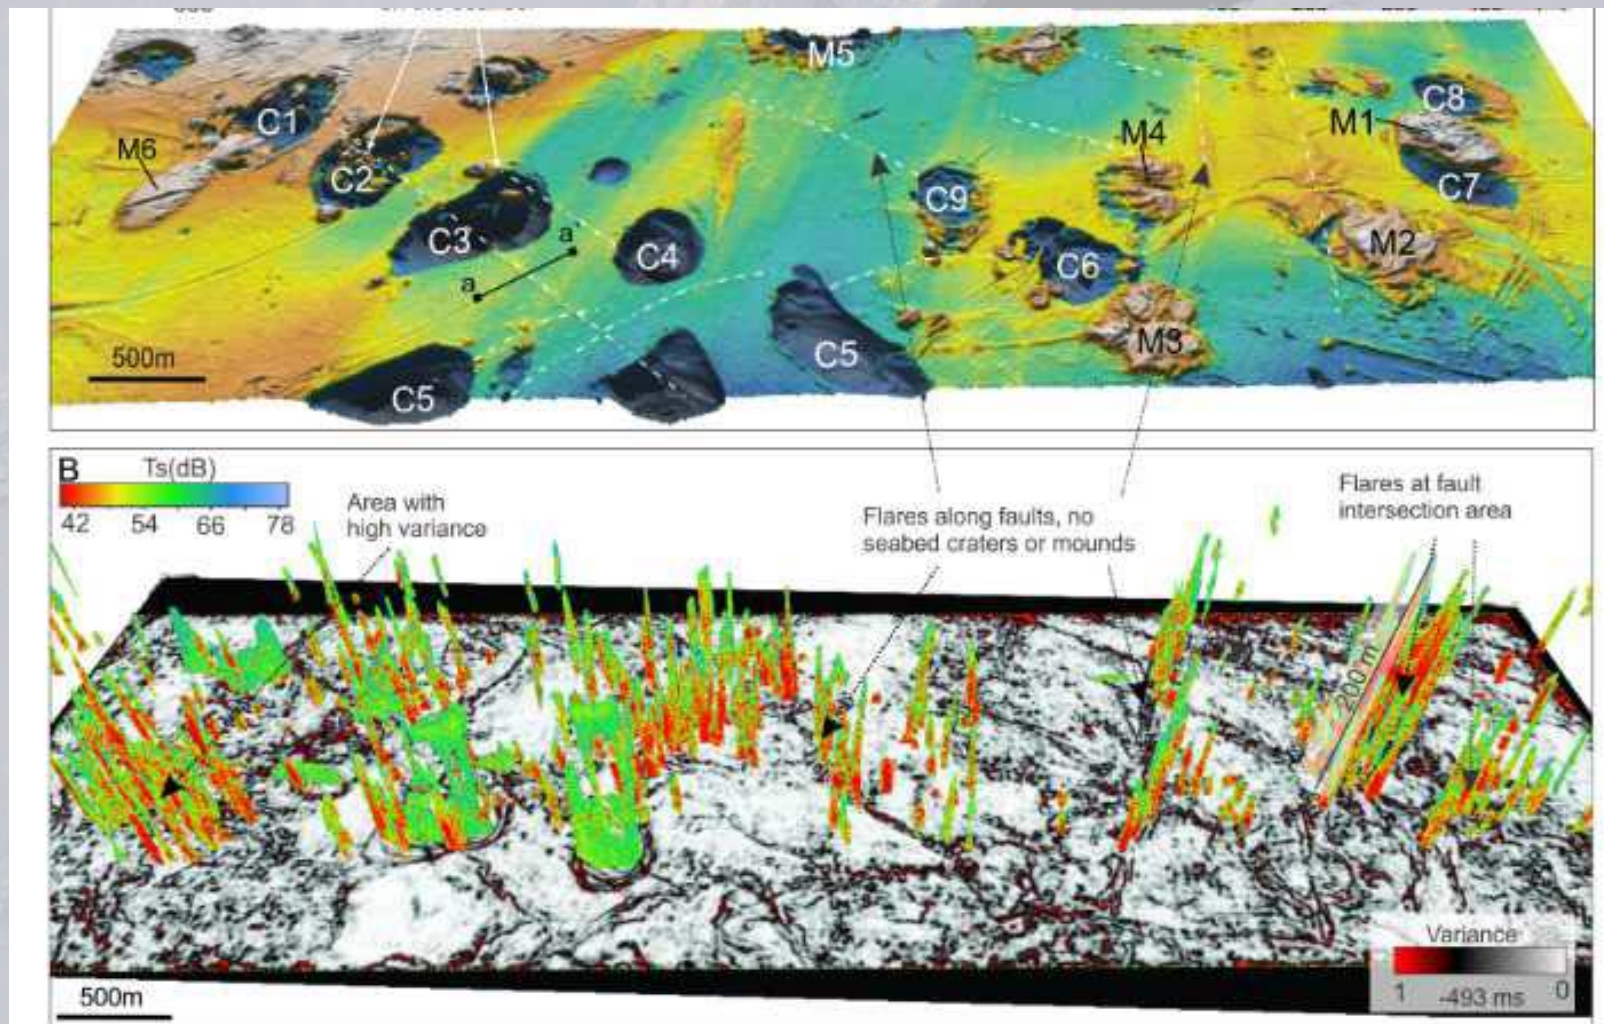 M5
C1
C8
M1
M6
M4
C2
C7
C9
C3
a'
C4
M2
C6
a
M3
C5
500m
C5
B
Ts(dB)
42 54 66 78
Area with
high variance
Flares along faults, no
seabed craters or mounds
Flares at fault
intersection area
200 m
Variance
1 -493 ms 0
500m